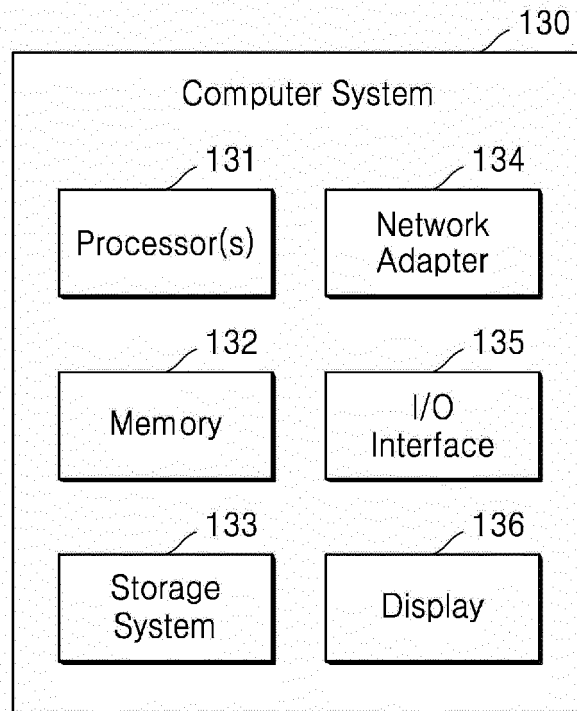 130
Computer System
131
Processor(s)
134
Network
Adapter
132
Memory
135
I/O
Interface
133
Storage
System
136
Display